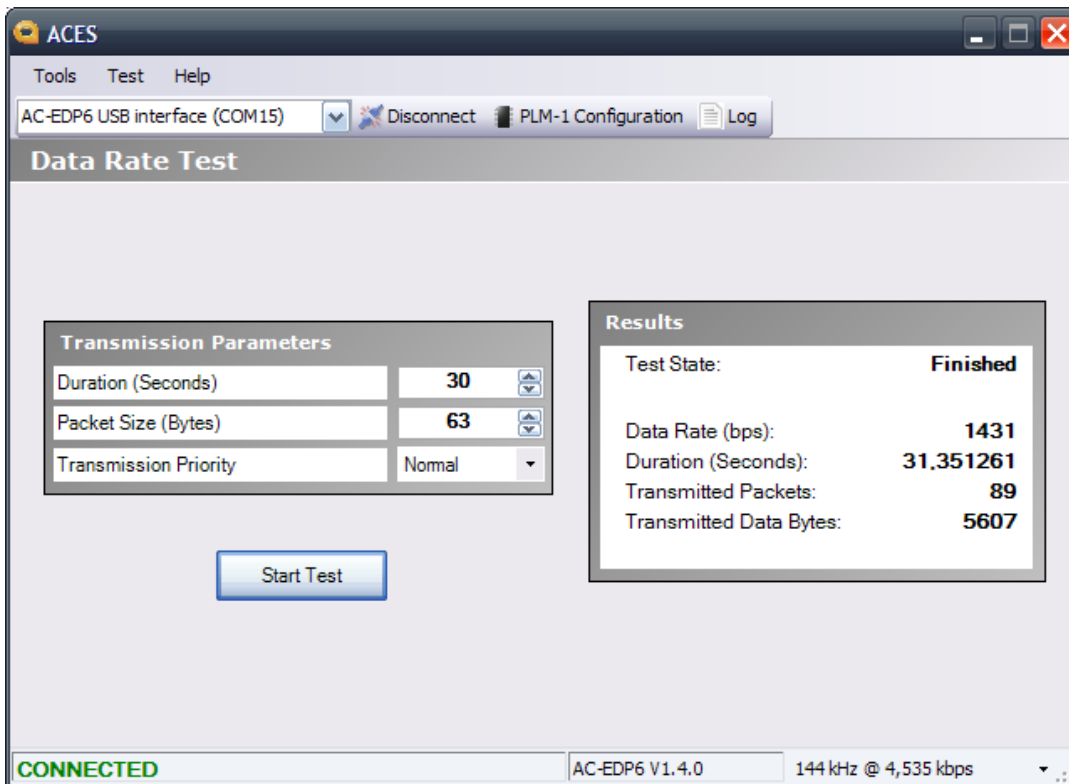 ACES
Tools Test Help
AC-EDP6 USB interface (COM15) Disconnect PLM-1 Configuration Log
Data Rate Test
Transmission Parameters
Duration (Seconds) 30
Packet Size (Bytes) 63
Transmission Priority Normal
Start Test
Results
Test State: Finished
Data Rate (bps): 1431
Duration (Seconds): 31,351261
Transmitted Packets: 89
Transmitted Data Bytes: 5607
CONNECTED AC-EDP6 V1.4.0 144 kHz @ 4,535 kbps